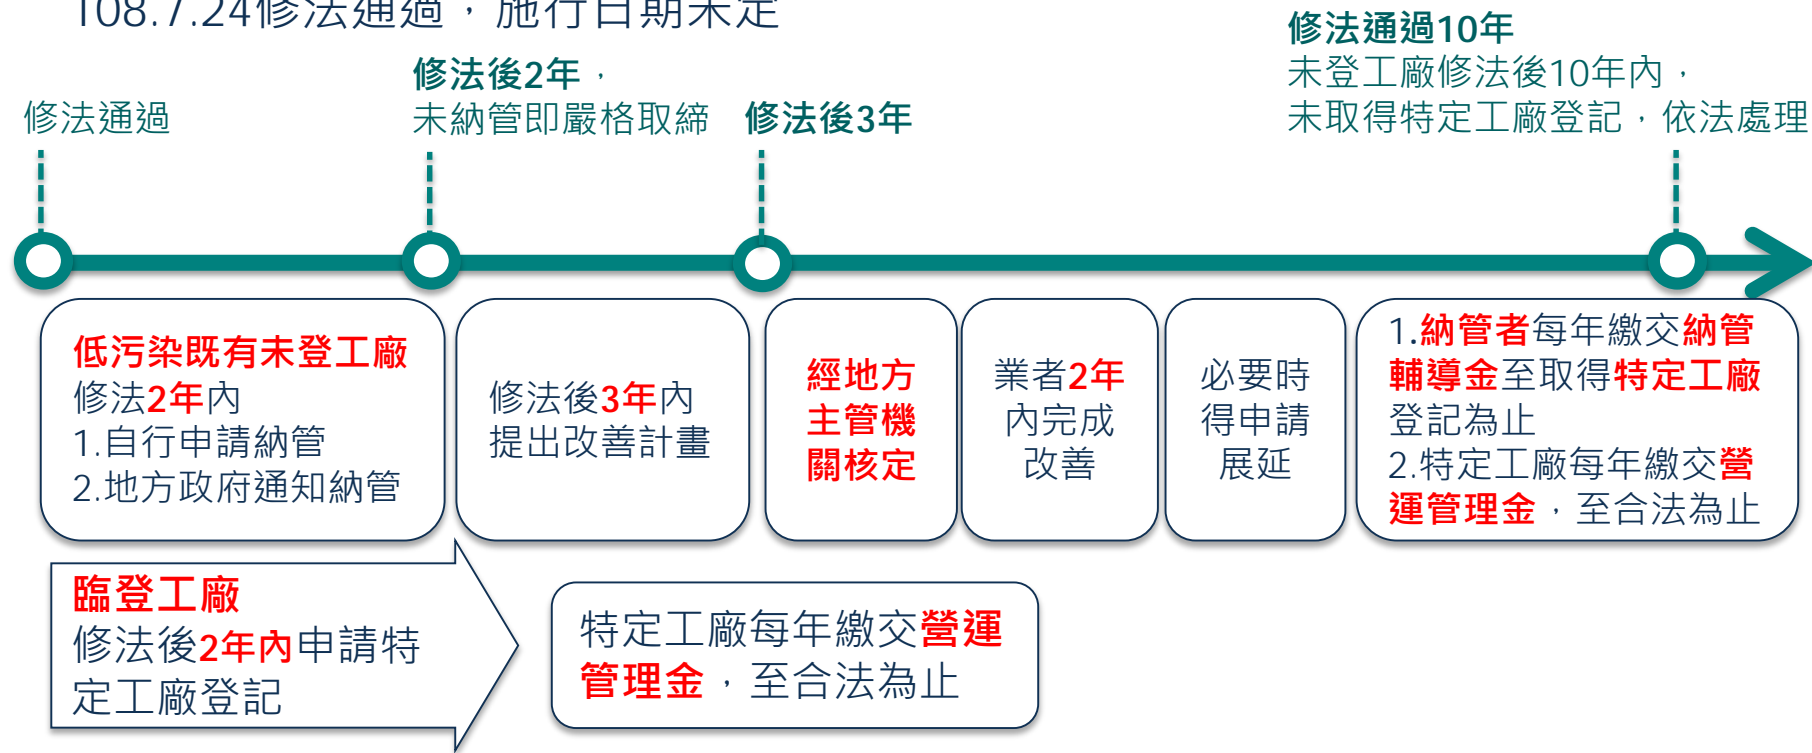 108.7.24修法通過，施行日期未定
修法通過
修法後2年，
未納管即嚴格取締
修法後3年
修法通過10年
未登工廠修法後10年內，
未取得特定工廠登記，依法處理
低污染既有未登工廠
修法2年內
1.自行申請納管
2.地方政府通知納管
修法後3年內
提出改善計畫
經地方
主管機
關核定
業者2年
內完成
改善
必要時
得申請
展延
1.納管者每年繳交納管
輔導金至取得特定工廠
登記為止
2.特定工廠每年繳交營
運管理金，至合法為止
臨登工廠
修法後2年內申請特
定工廠登記
特定工廠每年繳交營運
管理金，至合法為止